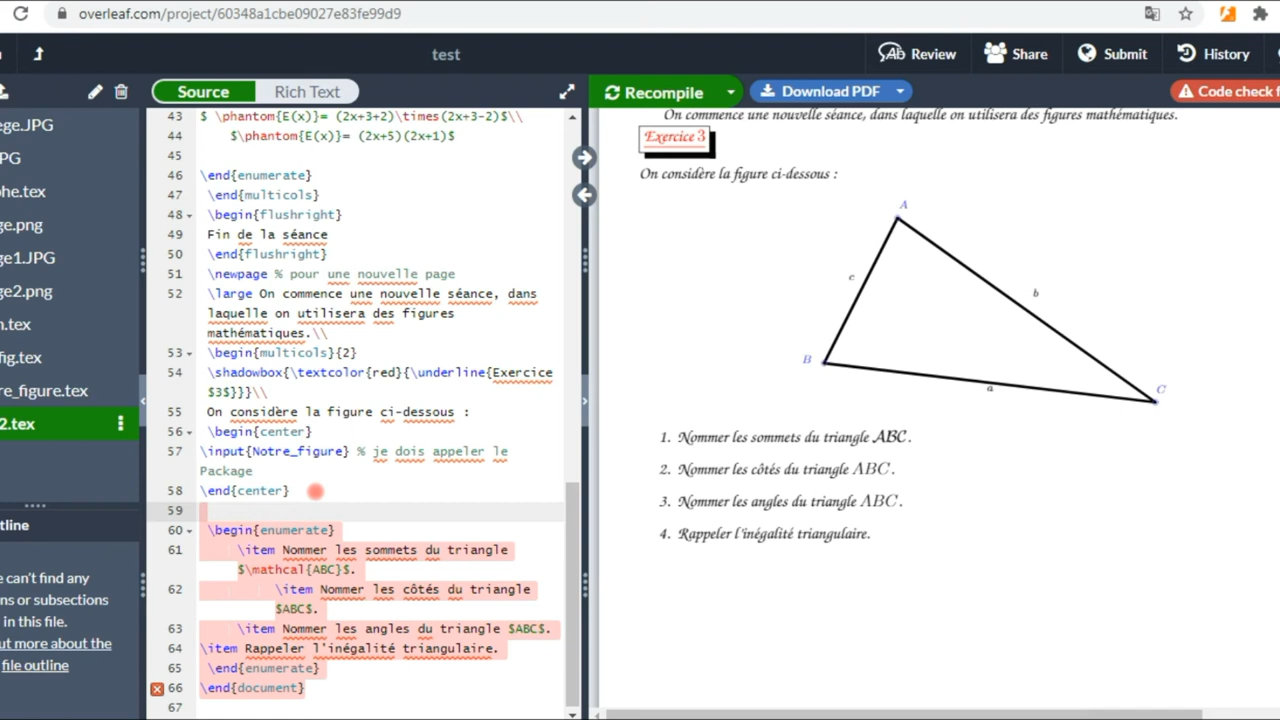 overleaf.com/project/60348a1cbe09027e83fe99d9
test
Review
Share
Submit
History
Source
Rich Text
Recompile
Download PDF
Code check f
ege.JPG
PG
ohe.tex
ge.png
ge1.JPG
ge2.png
n.tex
fig.tex
re_figure.tex
2.tex
tline
e can't find any
ns or subsections
in this file.
ut more about the
file outline
43 $ \phantom{E(x)}= (2x+3+2)\times(2x+3-2)$\\
44 $\phantom{E(x)}= (2x+5)(2x+1)$
45
46 \end{enumerate}
47 \end{multicols}
48 \begin{flushright}
49 Fin de la séance
50 \end{flushright}
51 \newpage % pour une nouvelle page
52 \large On commence une nouvelle séance, dans
laquelle on utilisera des figures
mathématiques.\\
53 \begin{multicols}{2}
54 \shadowbox{\textcolor{red}{\underline{Exercice
$3$}}}\\
55 On considère la figure ci-dessous :
56 \begin{center}
57 \input{Notre_figure} % je dois appeler le
Package
58 \end{center}
59
60 \begin{enumerate}
61 \item Nommer les sommets du triangle
$\mathcal{ABC}$.
62 \item Nommer les côtés du triangle
$ABC$.
63 \item Nommer les angles du triangle $ABC$.
64 \item Rappeler l'inégalité triangulaire.
65 \end{enumerate}
66 \end{document}
67
On commence une nouvelle séance, dans laquelle on utilisera des figures mathématiques.
Exercice 3
On considère la figure ci-dessous :
A
c
b
B
a
C
1. Nommer les sommets du triangle ABC.
2. Nommer les côtés du triangle ABC.
3. Nommer les angles du triangle ABC.
4. Rappeler l'inégalité triangulaire.